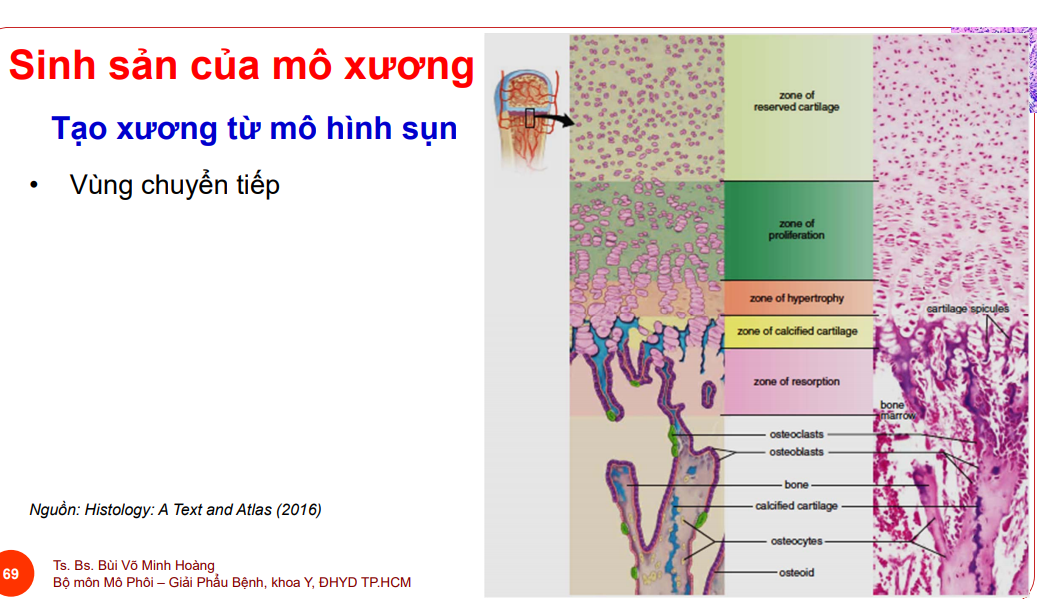 Sinh sản của mô xương
Tạo xương từ mô hình sụn
• Vùng chuyển tiếp
zone of
reserved cartilage
zone of
proliferation
zone of hypertrophy
cartilage spicules
zone of calcified cartilage
zone of resorption
bone
marrow
osteoclasts
osteoblasts
bone
calcified cartilage
osteocytes
osteoid
Nguồn: Histology: A Text and Atlas (2016)
69
Ts. Bs. Bùi Võ Minh Hoàng
Bộ môn Mô Phôi – Giải Phẩu Bệnh, khoa Y, ĐHYD TP.HCM